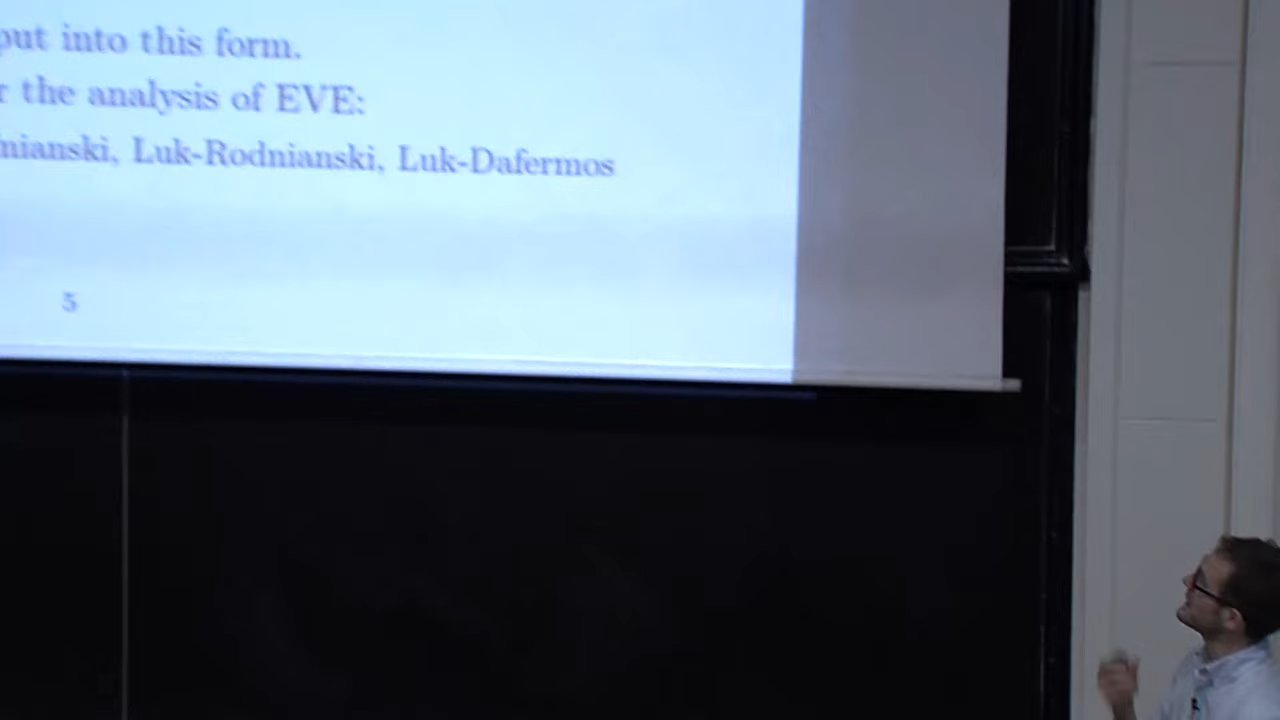 put into this form.
r the analysis of EVE:
nianski, Luk-Rodnianski, Luk-Dafermos
5